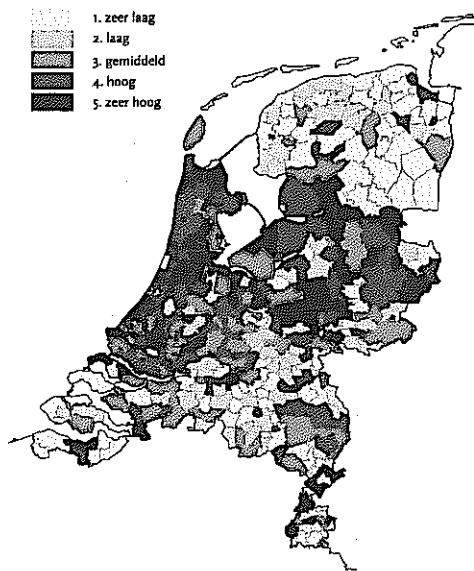 1. zeer laag
2. laag
3. gemiddeld
4. hoog
5. zeer hoog